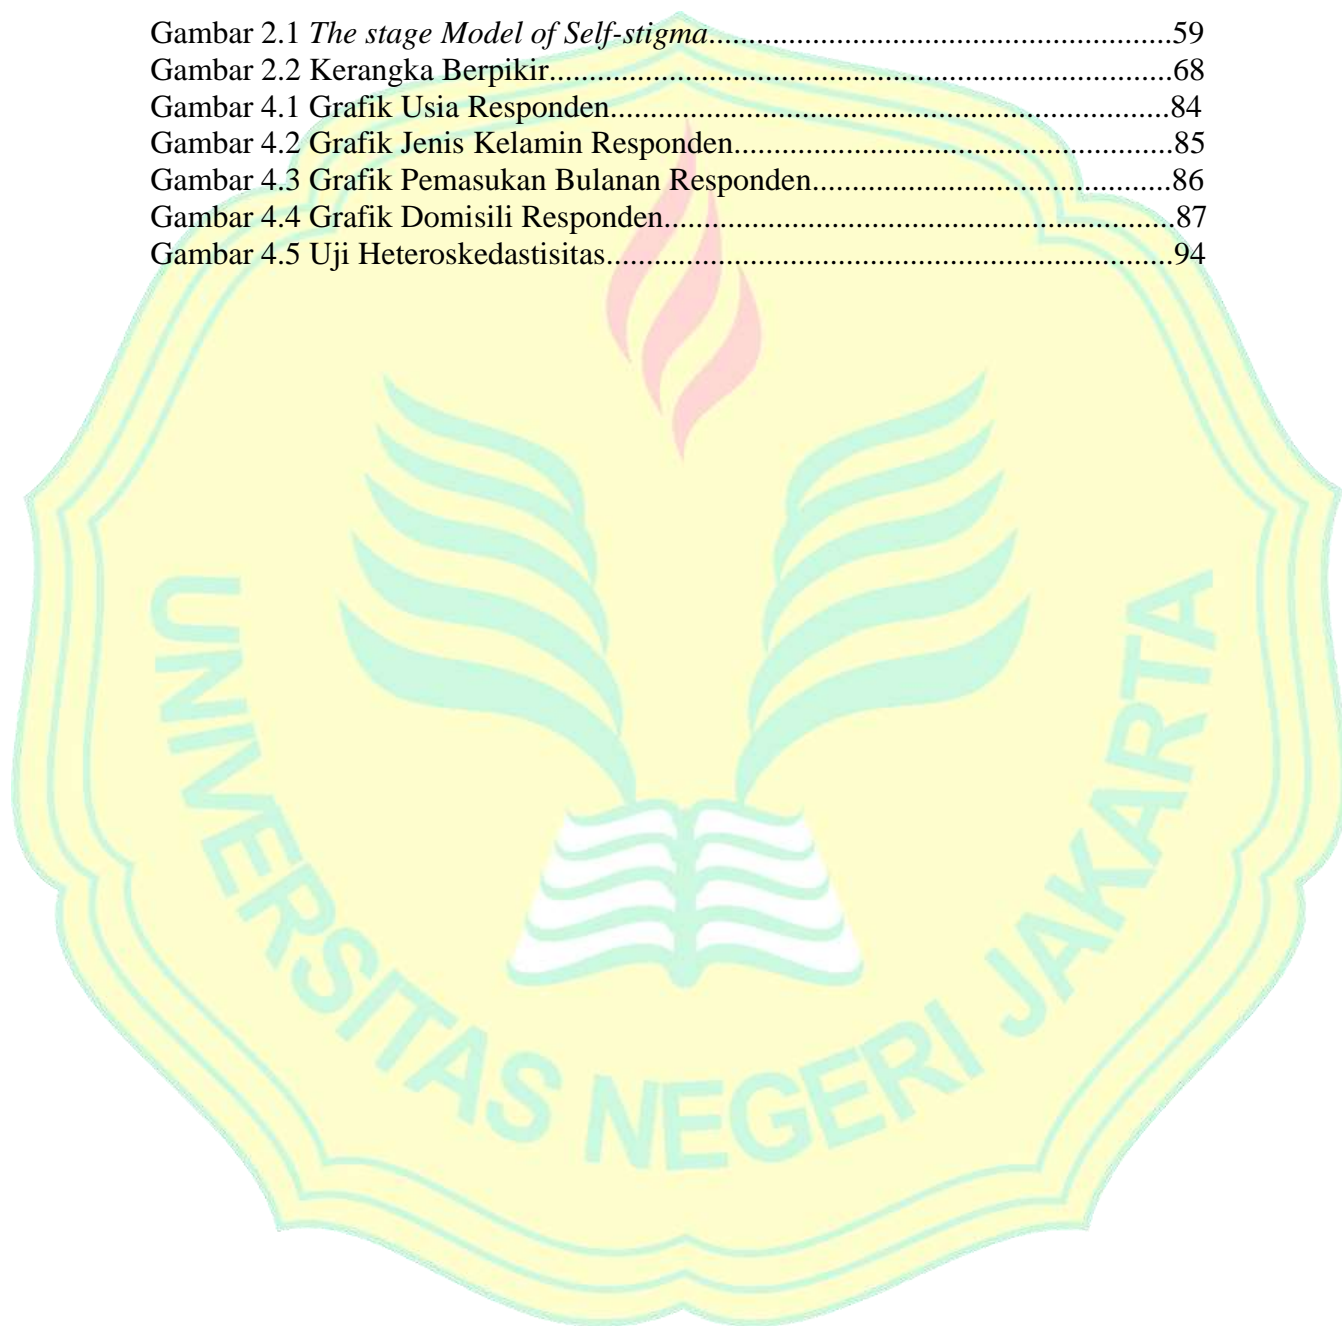 Gambar 2.1 The stage Model of Self-stigma..........................................................59
Gambar 2.2 Kerangka Berpikir..............................................................................68
Gambar 4.1 Grafik Usia Responden......................................................................84
Gambar 4.2 Grafik Jenis Kelamin Responden.......................................................85
Gambar 4.3 Grafik Pemasukan Bulanan Responden.............................................86
Gambar 4.4 Grafik Domisili Responden................................................................87
Gambar 4.5 Uji Heteroskedastisitas.......................................................................94
UNIVERSITAS NEGERI JAKARTA